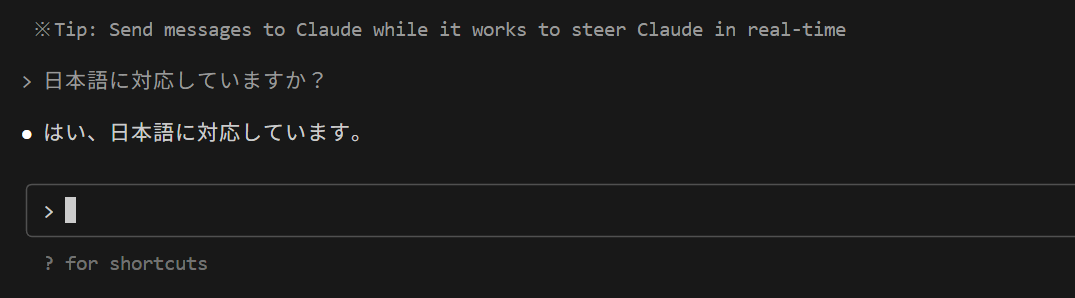 ※Tip: Send messages to Claude while it works to steer Claude in real-time
> 日本語に対応していますか？
● はい、日本語に対応しています。
>
? for shortcuts